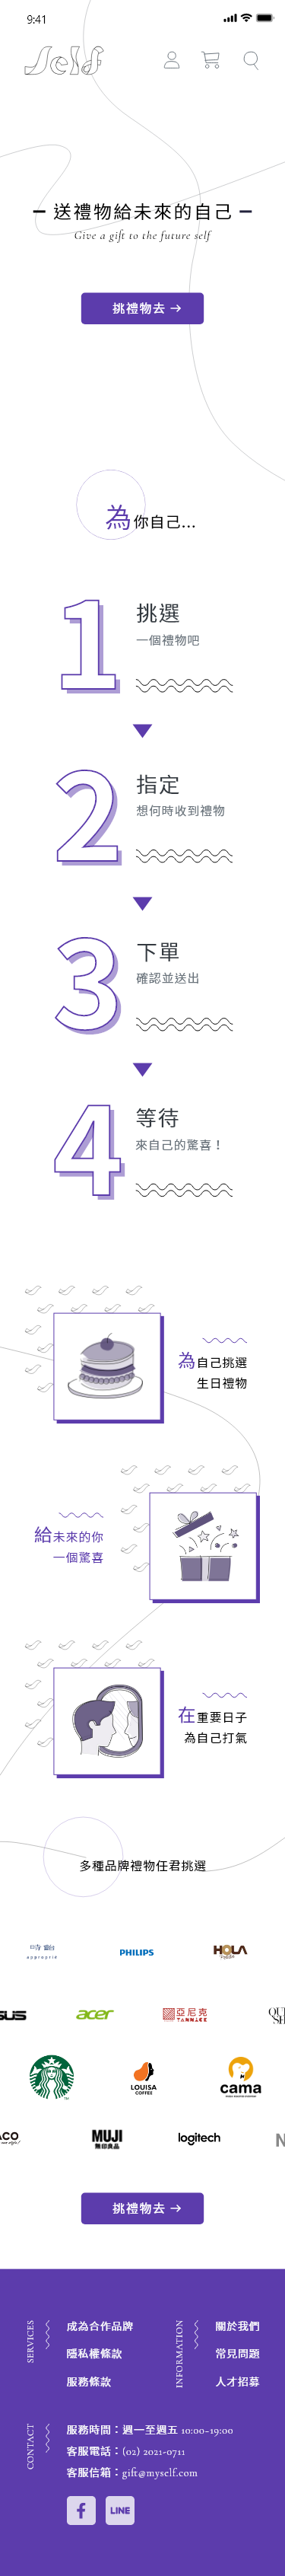 9:41
Self
送禮物給未來的自己
Give a gift to the future self
挑禮物去 →
為你自己...
1
挑選
一個禮物吧
2
指定
想何時收到禮物
3
下單
確認並送出
4
等待
來自己的驚喜！
為自己挑選
生日禮物
給未來的你
一個驚喜
在重要日子
為自己打氣
多種品牌禮物任君挑選
PHILIPS
HOLA
SUS
acer
亞尼克
YANNICK
LOUISA
COFFEE
cama
ACO
MUJI
無印良品
logitech
N
挑禮物去 →
SERVICES
成為合作品牌
隱私權條款
服務條款
INFORMATION
關於我們
常見問題
人才招募
CONTACT
服務時間：週一至週五 10:00-19:00
客服電話：(02) 2021-0711
客服信箱：gift@myself.com
f
LINE